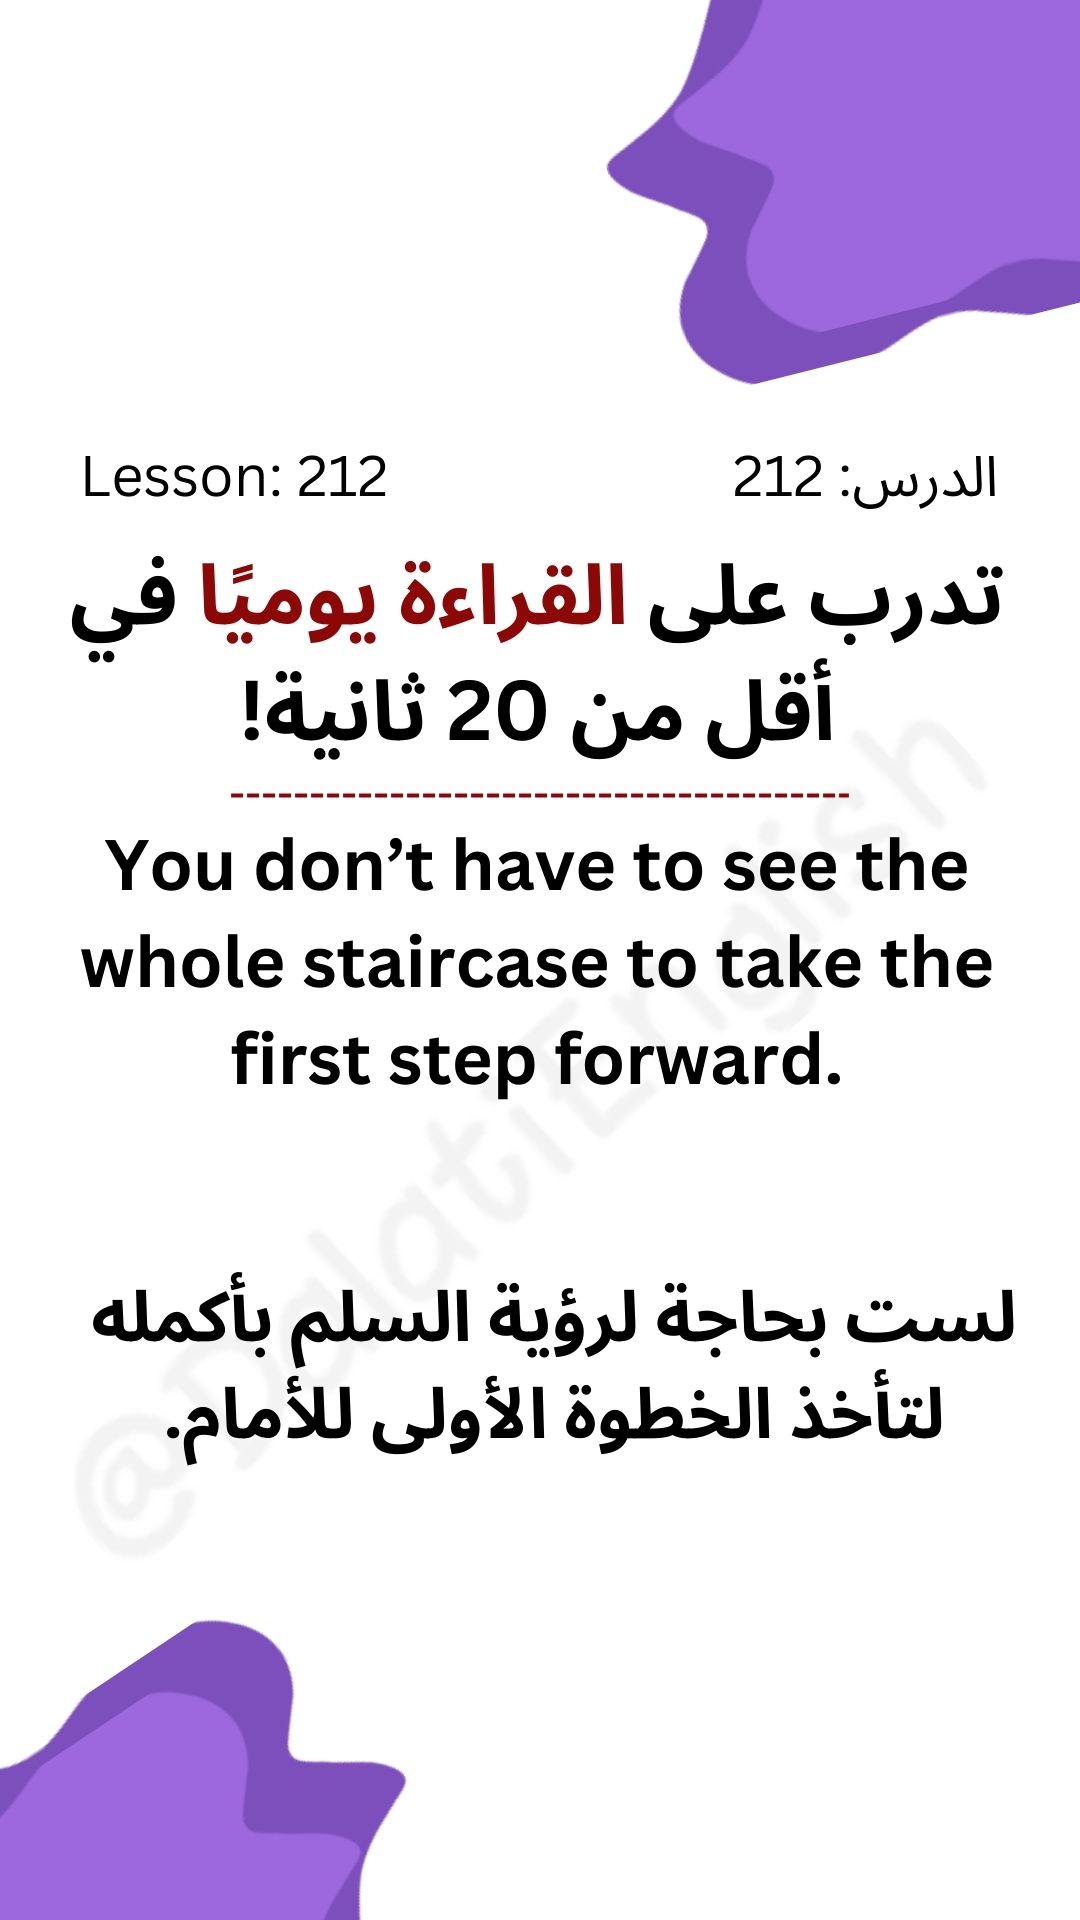 Lesson: 212
الدرس: 212
تدرب على القراءة يوميًا في
أقل من 20 ثانية!
---------------------------------------
You don’t have to see the
whole staircase to take the
first step forward.
لست بحاجة لرؤية السلم بأكمله
لتأخذ الخطوة الأولى للأمام.
@DalatiEnglish